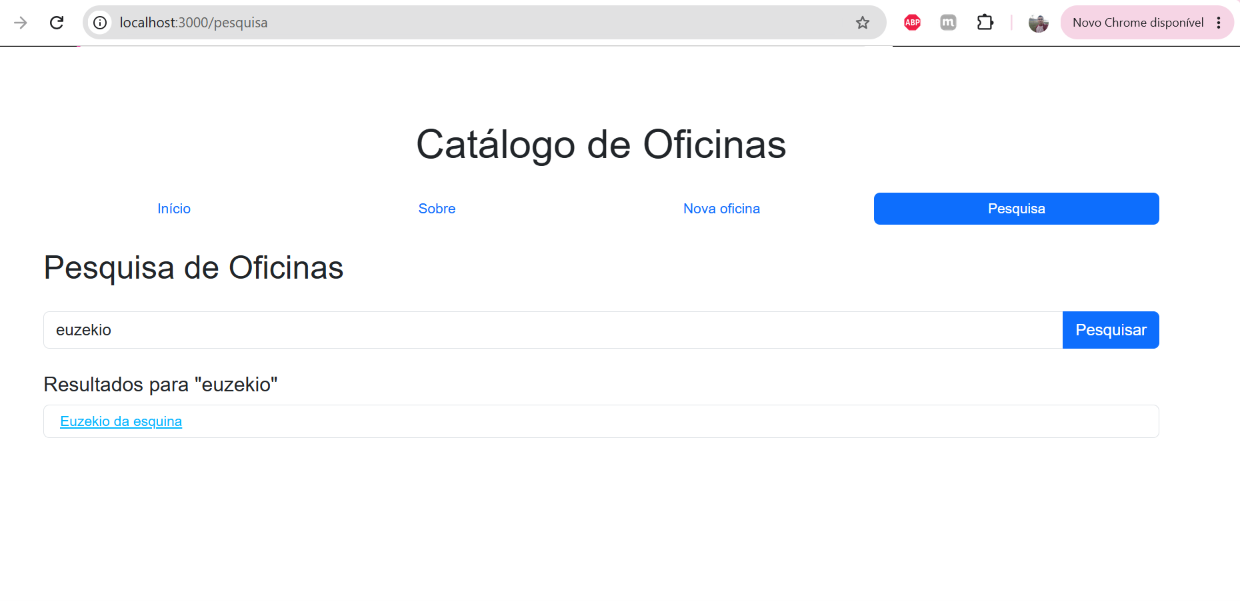 localhost:3000/pesquisa ABP m Novo Chrome disponível
Catálogo de Oficinas
Início Sobre Nova oficina Pesquisa
Pesquisa de Oficinas
euzekio Pesquisar
Resultados para "euzekio"
Euzekio da esquina